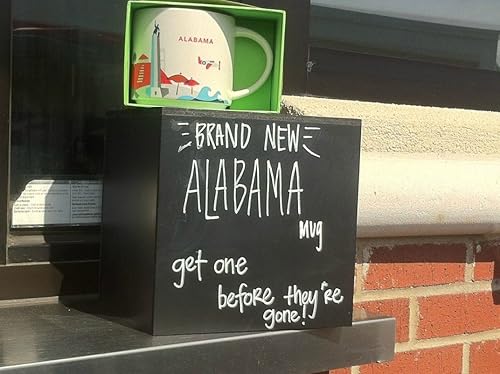 ALABAMA
BRAND NEW
ALABAMA
mug
get one
before they're
gone!